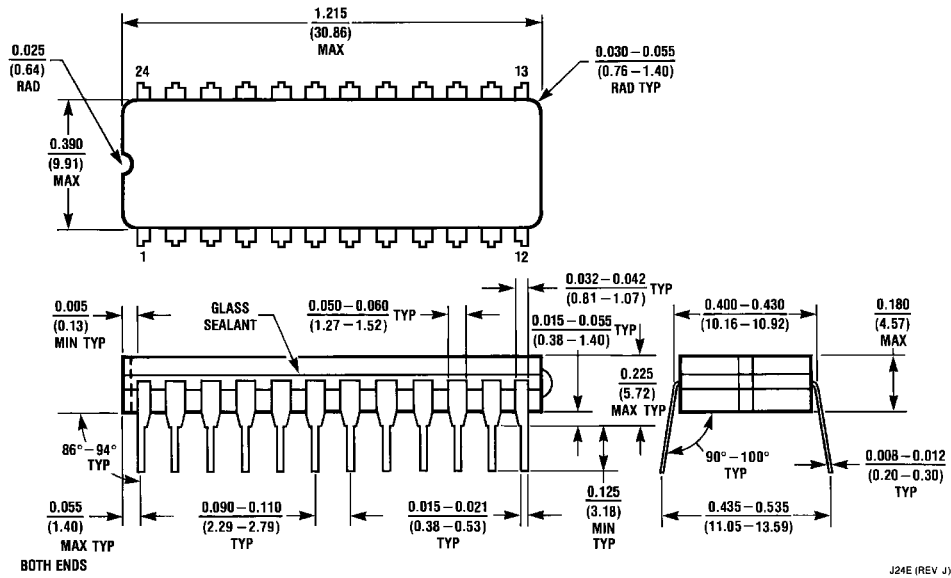 1.215
(30.86)
MAX
0.025
(0.64)
RAD
0.030–0.055
(0.76–1.40)
RAD TYP
24
13
0.390
(9.91)
MAX
1
12
0.005
(0.13)
MIN TYP
GLASS
SEALANT
0.050–0.060
(1.27–1.52)
TYP
0.032–0.042
(0.81–1.07)
TYP
0.015–0.055
(0.38–1.40)
TYP
0.400–0.430
(10.16–10.92)
0.180
(4.57)
MAX
0.225
(5.72)
MAX TYP
86°–94°
TYP
90°–100°
TYP
0.008–0.012
(0.20–0.30)
TYP
0.055
(1.40)
MAX TYP
BOTH ENDS
0.090–0.110
(2.29–2.79)
TYP
0.015–0.021
(0.38–0.53)
TYP
0.125
(3.18)
MIN
TYP
0.435–0.535
(11.05–13.59)
J24E (REV J)